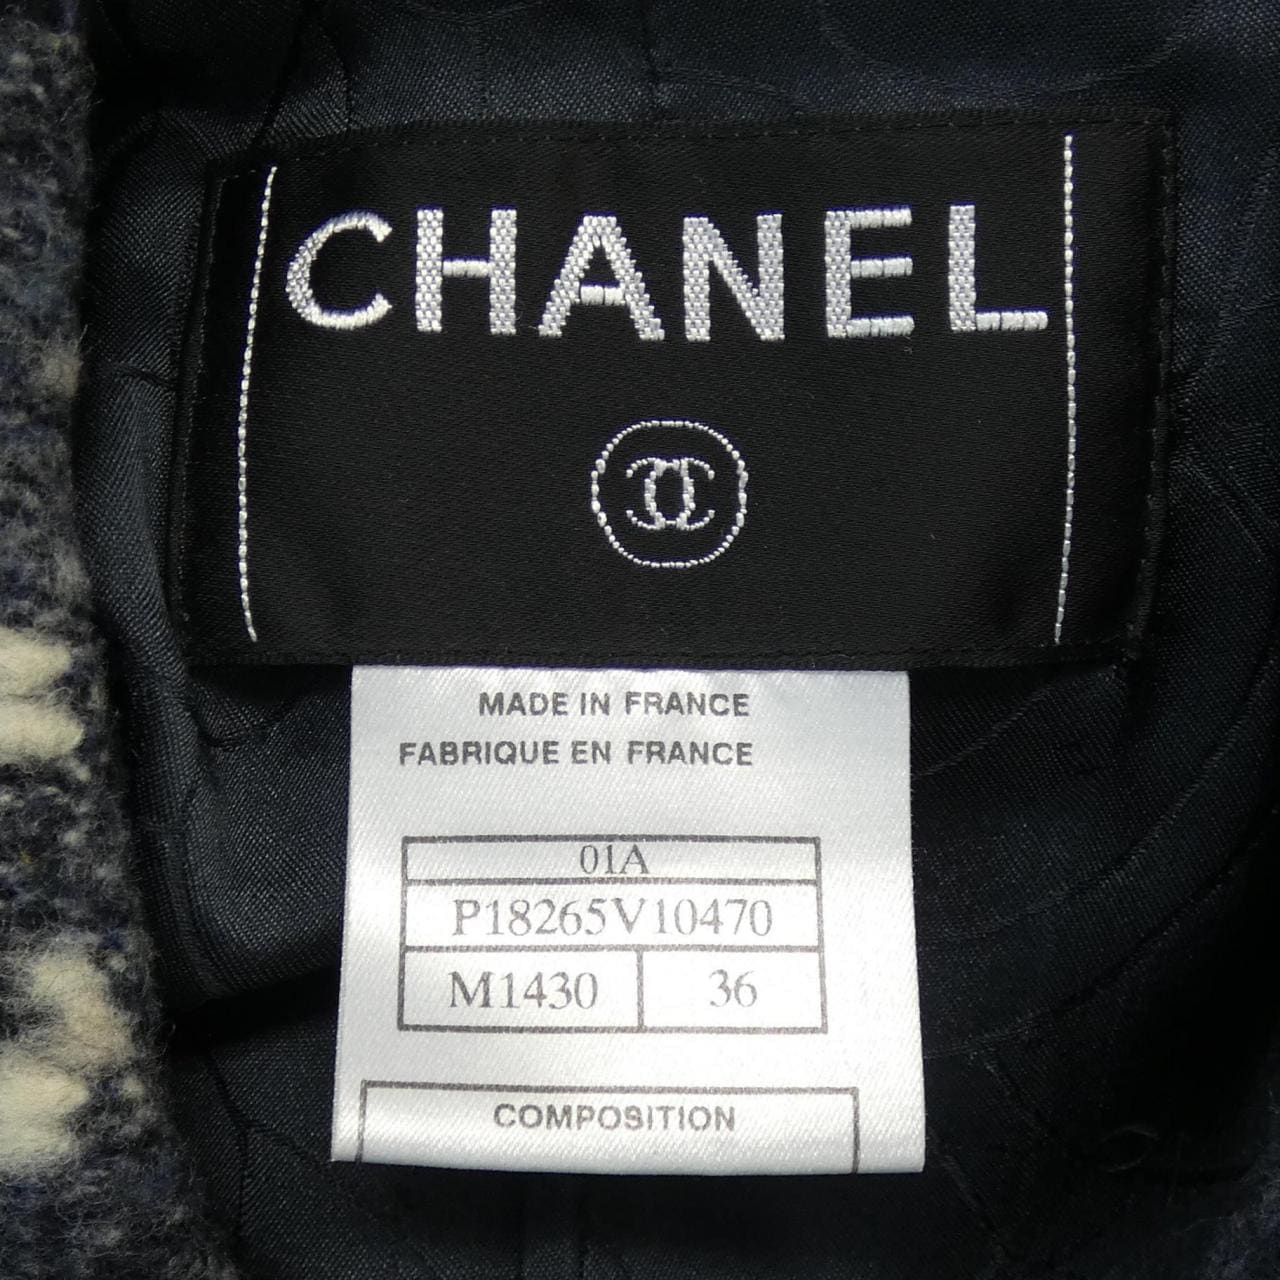 CHANEL
MADE IN FRANCE
FABRIQUE EN FRANCE
01A
P18265V10470
M1430 36
COMPOSITION